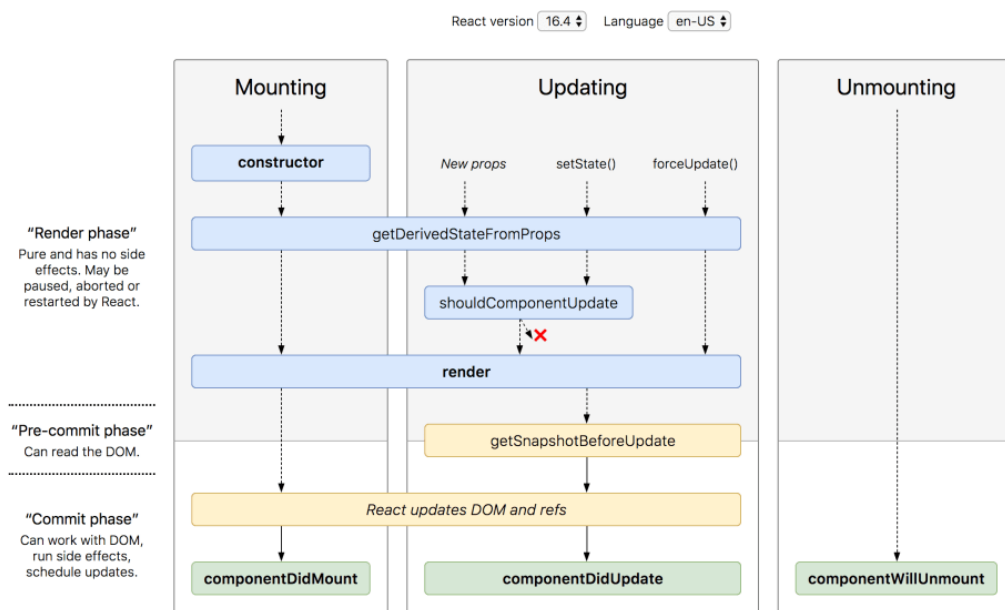 React version 16.4 Language en-US
Mounting
Updating
Unmounting
constructor
New props
setState()
forceUpdate()
“Render phase”
Pure and has no side
effects. May be
paused, aborted or
restarted by React.
getDerivedStateFromProps
shouldComponentUpdate
render
“Pre-commit phase”
Can read the DOM.
getSnapshotBeforeUpdate
“Commit phase”
Can work with DOM,
run side effects,
schedule updates.
React updates DOM and refs
componentDidMount
componentDidUpdate
componentWillUnmount